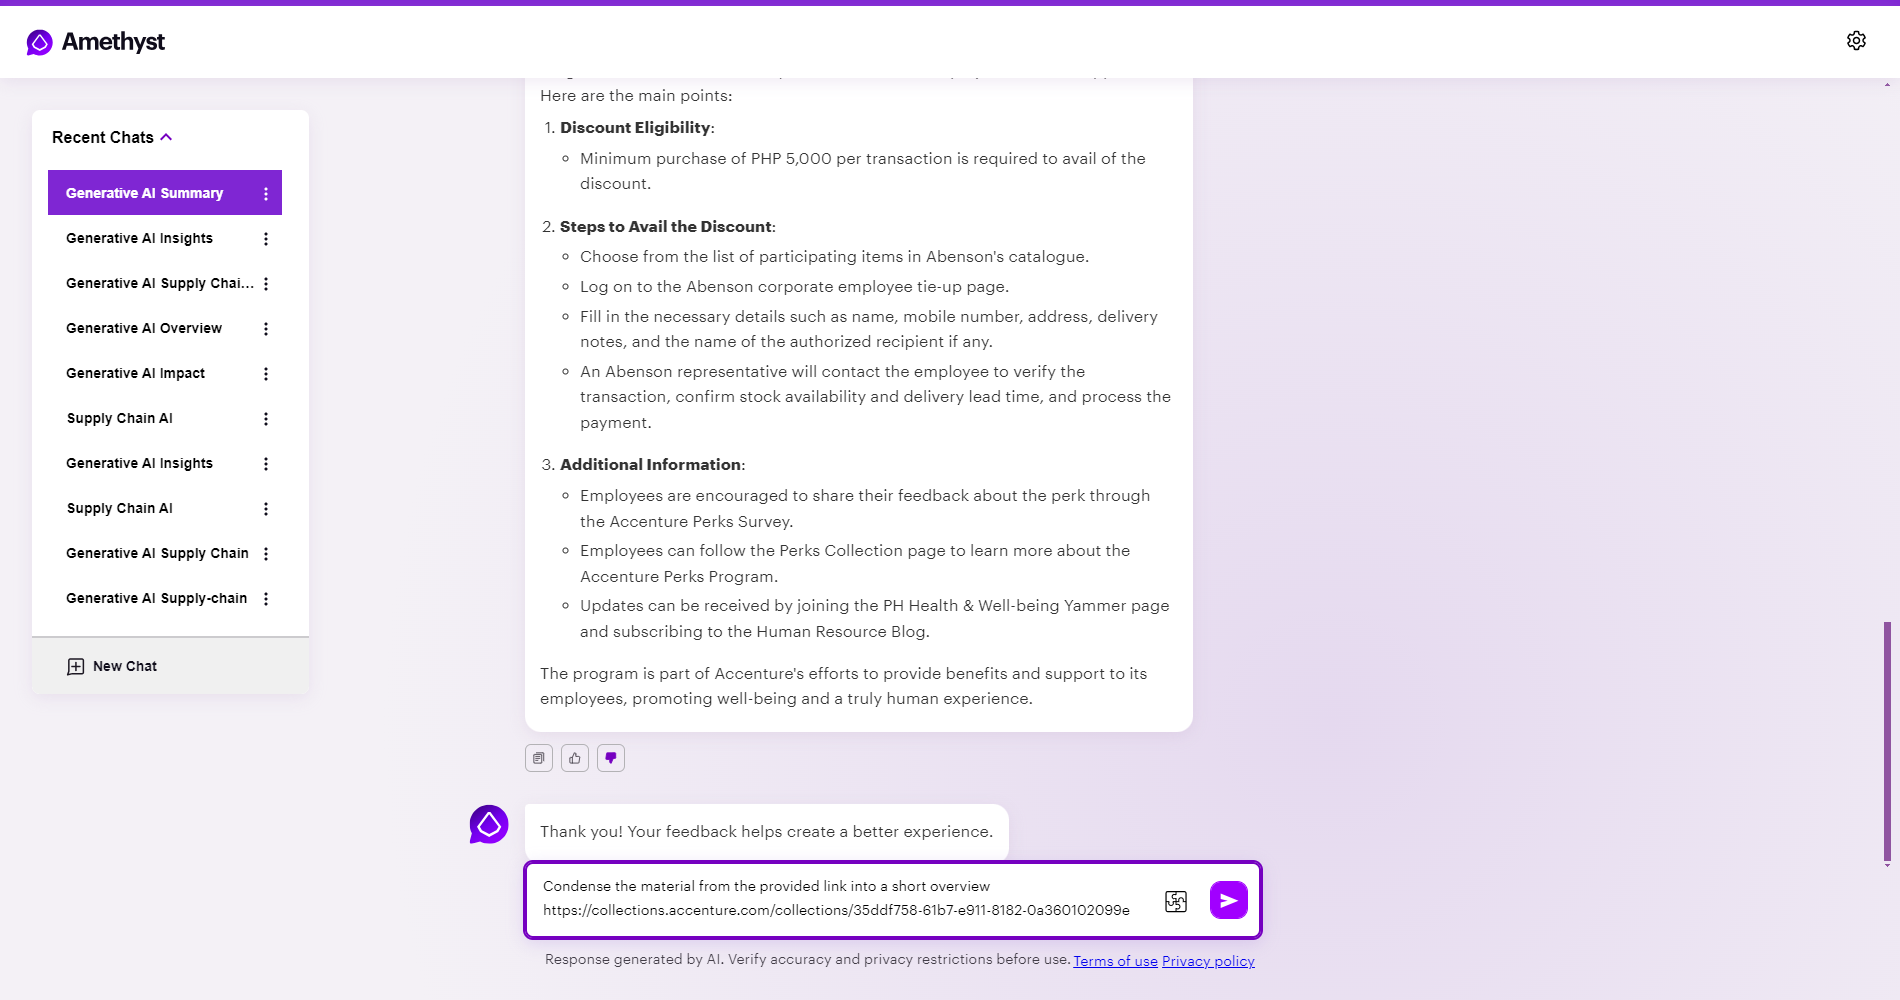 Amethyst
Recent Chats
Generative AI Summary
Generative AI Insights
Generative AI Supply Chai...
Generative AI Overview
Generative AI Impact
Supply Chain AI
Generative AI Insights
Supply Chain AI
Generative AI Supply Chain
Generative AI Supply-chain
New Chat
Here are the main points:
1. Discount Eligibility:
Minimum purchase of PHP 5,000 per transaction is required to avail of the
discount.
2. Steps to Avail the Discount:
Choose from the list of participating items in Abenson's catalogue.
Log on to the Abenson corporate employee tie-up page.
Fill in the necessary details such as name, mobile number, address, delivery
notes, and the name of the authorized recipient if any.
An Abenson representative will contact the employee to verify the
transaction, confirm stock availability and delivery lead time, and process the
payment.
3. Additional Information:
Employees are encouraged to share their feedback about the perk through
the Accenture Perks Survey.
Employees can follow the Perks Collection page to learn more about the
Accenture Perks Program.
Updates can be received by joining the PH Health & Well-being Yammer page
and subscribing to the Human Resource Blog.
The program is part of Accenture's efforts to provide benefits and support to its
employees, promoting well-being and a truly human experience.
Thank you! Your feedback helps create a better experience.
Condense the material from the provided link into a short overview
https://collections.accenture.com/collections/35ddf758-61b7-e911-8182-0a360102099e
Response generated by AI. Verify accuracy and privacy restrictions before use. Terms of use Privacy policy